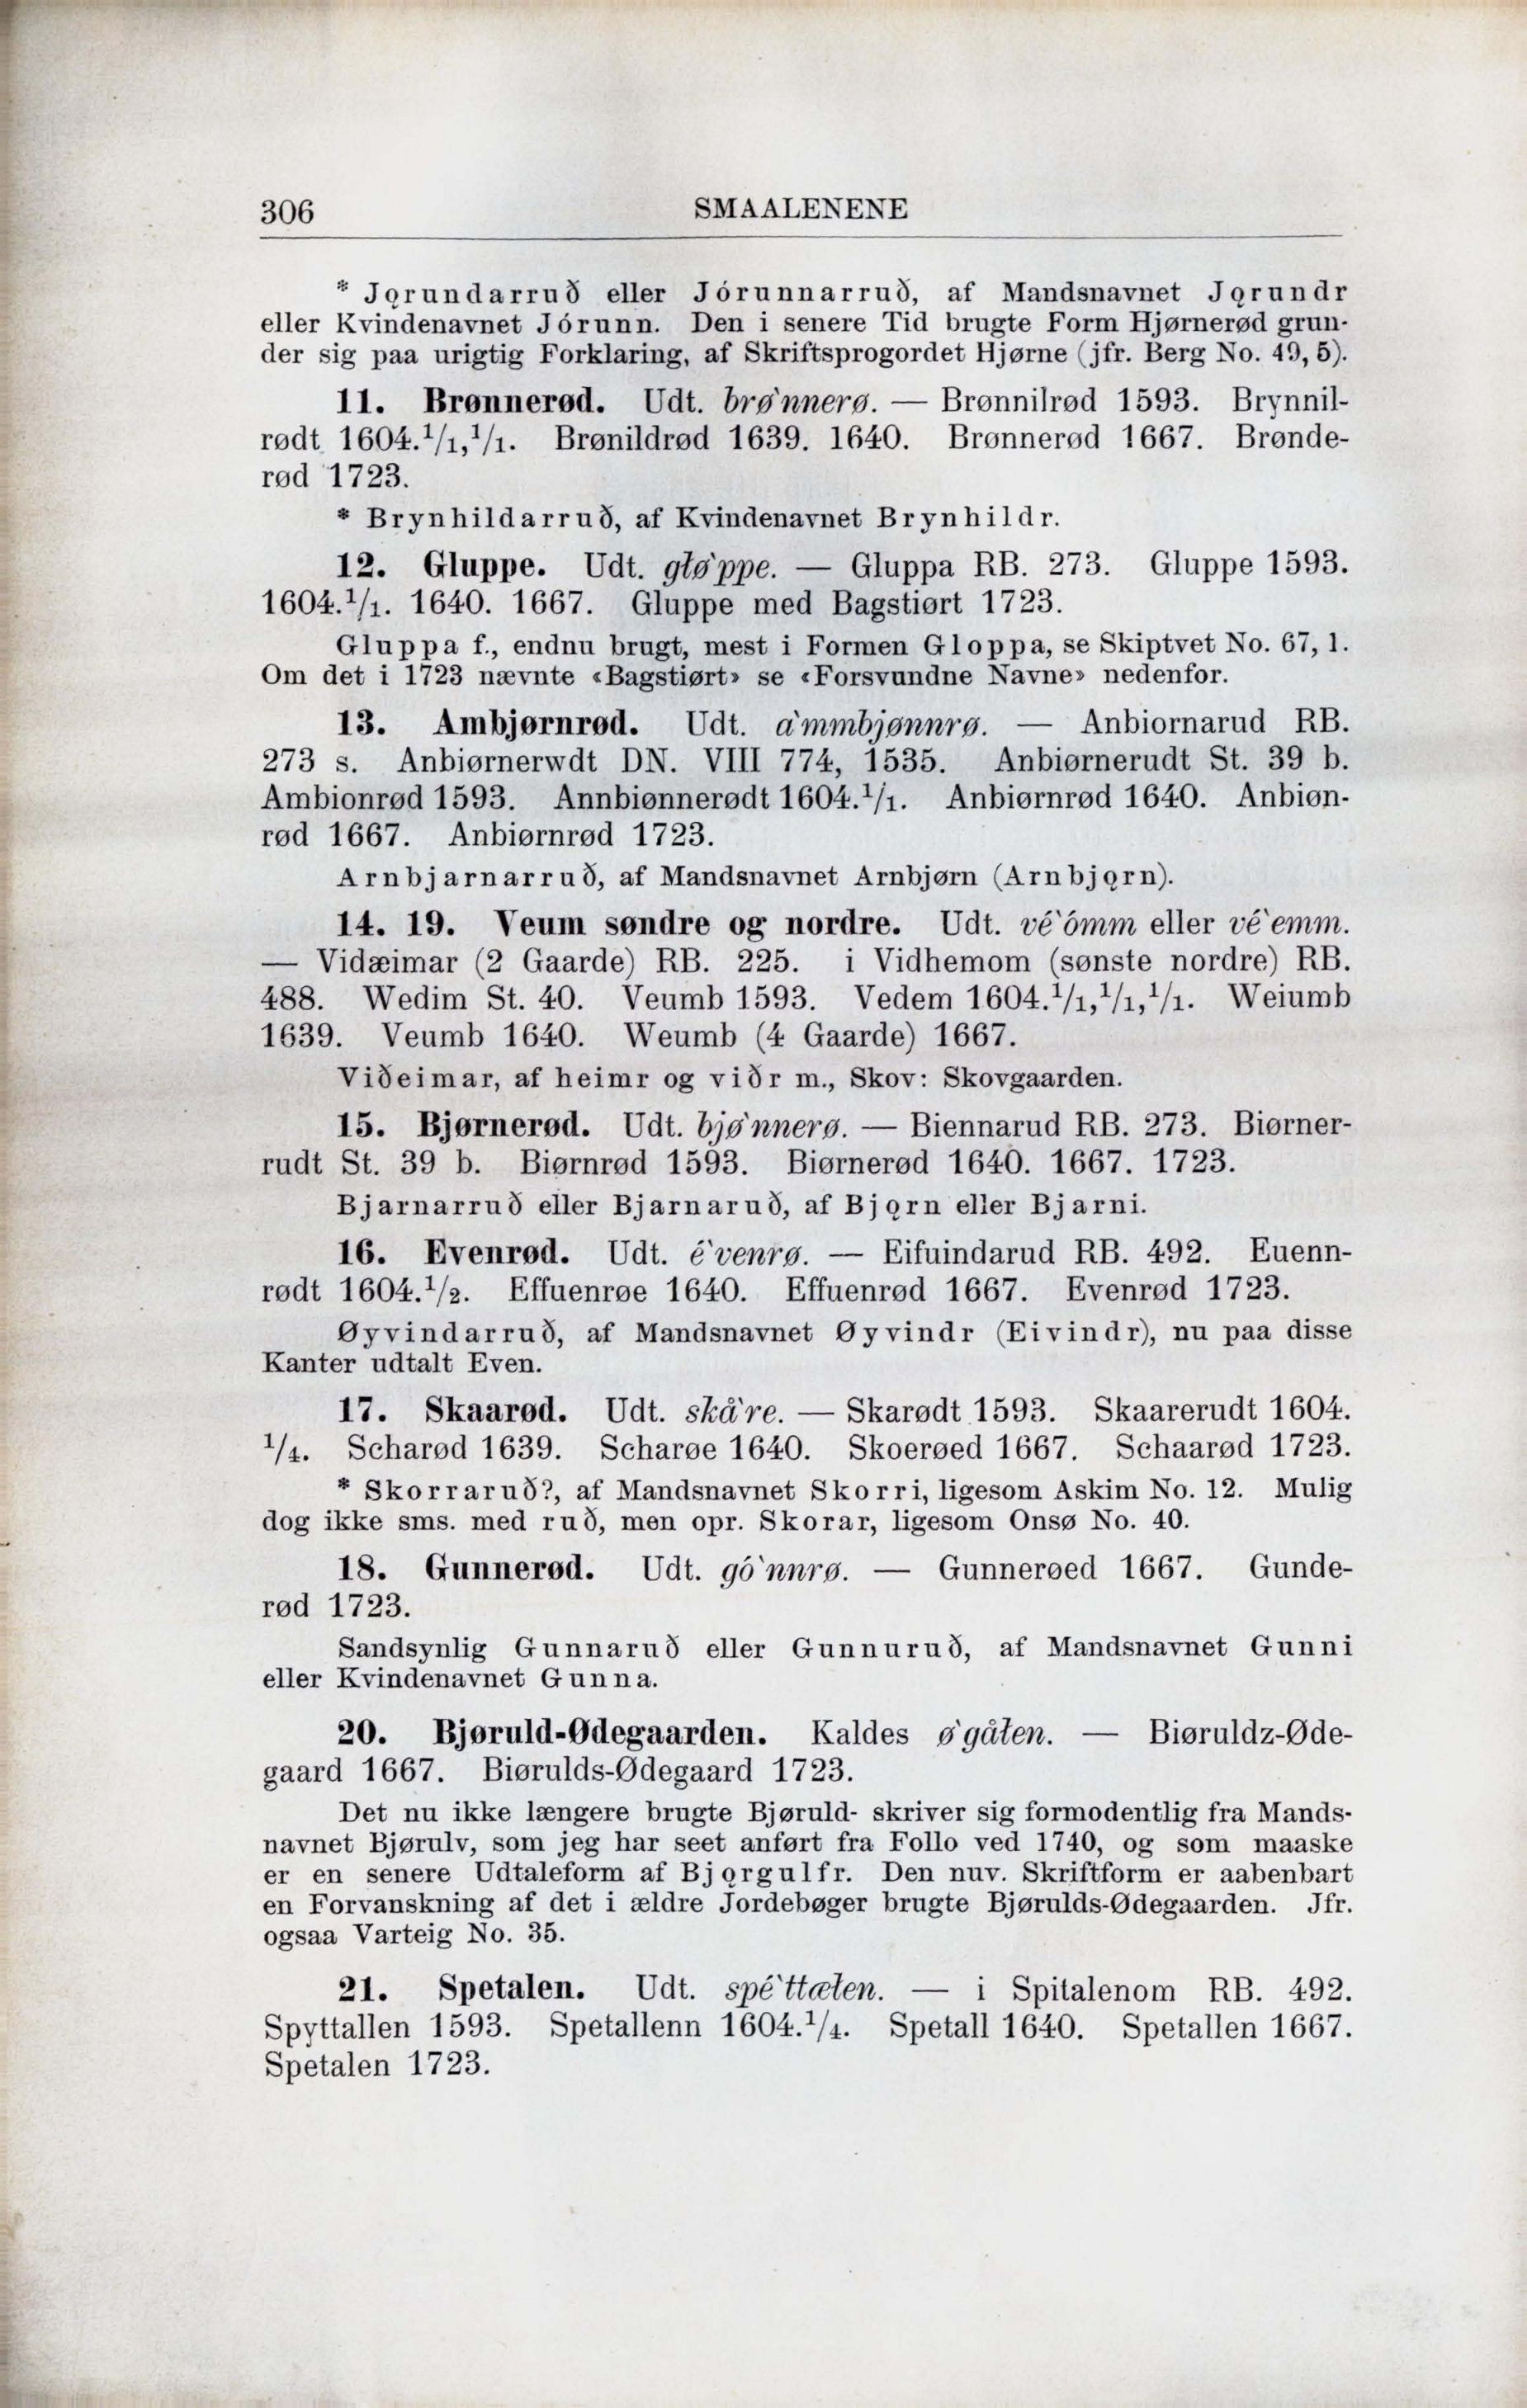 306 SMAALENENE
* Jǫrundarruð eller Jórunnarruð, af Mandsnavnet Jǫrundr
eller Kvindenavnet Jórunn. Den i senere Tid brugte Form Hjørnerød grun-
der sig paa urigtig Forklaring, af Skriftsprogordet Hjørne (jfr. Berg No. 49, 5).
11. Brønnerød. Udt. brø`nnerø. — Brønnilrød 1593. Brynnil-
rødt 1604.¹/₁,¹/₁. Brønildrød 1639. 1640. Brønnerød 1667. Brønde-
rød 1723.
* Brynhildarruð, af Kvindenavnet Brynhildr.
12. Gluppe. Udt. głø`ppe. — Gluppa RB. 273. Gluppe 1593.
1604.¹/₁. 1640. 1667. Gluppe med Bagstiørt 1723.
Gluppa f., endnu brugt, mest i Formen Gloppa, se Skiptvet No. 67, 1.
Om det i 1723 nævnte «Bagstiørt» se «Forsvundne Navne» nedenfor.
13. Ambjørnrød. Udt. a`mmbjønnrø. — Anbiornarud RB.
273 s. Anbiørnerwdt DN. VIII 774, 1535. Anbiørnerudt St. 39 b.
Ambionrød 1593. Annbiønnerødt 1604.¹/₁. Anbiørnrød 1640. Anbiøn-
rød 1667. Anbiørnrød 1723.
Arnbjarnarruð, af Mandsnavnet Arnbjørn (Arnbjǫrn).
14. 19. Veum søndre og nordre. Udt. vé`ómm eller vé`emm.
— Vidæimar (2 Gaarde) RB. 225. i Vidhemom (sønste nordre) RB.
488. Wedim St. 40. Veumb 1593. Vedem 1604.¹/₁,¹/₁,¹/₁. Weiumb
1639. Veumb 1640. Weumb (4 Gaarde) 1667.
Viðeimar, af heimr og viðr m., Skov: Skovgaarden.
15. Bjørnerød. Udt. bjø`nnerø. — Biennarud RB. 273. Biørner-
rudt St. 39 b. Biørnrød 1593. Biørnerød 1640. 1667. 1723.
Bjarnarruð eller Bjarnaruð, af Bjǫrn eller Bjarni.
16. Evenrød. Udt. é`venrø. — Eifuindarud RB. 492. Euenn-
rødt 1604.¹/₂. Effuenrøe 1640. Effuenrød 1667. Evenrød 1723.
Øyvindarruð, af Mandsnavnet Øyvindr (Eivindr), nu paa disse
Kanter udtalt Even.
17. Skaarød. Udt. skå`re. — Skarødt 1593. Skaarerudt 1604.
¹/₄. Scharød 1639. Scharøe 1640. Skoerøed 1667. Schaarød 1723.
* Skorraruð?, af Mandsnavnet Skorri, ligesom Askim No. 12. Mulig
dog ikke sms. med ruð, men opr. Skorar, ligesom Onsø No. 40.
18. Gunnerød. Udt. gó`nnrø. — Gunnerøed 1667. Gunde-
rød 1723.
Sandsynlig Gunnaruð eller Gunnuruð, af Mandsnavnet Gunni
eller Kvindenavnet Gunna.
20. Bjøruld-Ødegaarden. Kaldes ø`gåłen. — Biøruldz-Øde-
gaard 1667. Biørulds-Ødegaard 1723.
Det nu ikke længere brugte Bjøruld- skriver sig formodentlig fra Mands-
navnet Bjørulv, som jeg har seet anført fra Follo ved 1740, og som maaske
er en senere Udtaleform af Bjǫrgulfr. Den nuv. Skriftform er aabenbart
en Forvanskning af det i ældre Jordebøger brugte Bjørulds-Ødegaarden. Jfr.
ogsaa Varteig No. 35.
21. Spetalen. Udt. spé`ttæłen. — i Spitalenom RB. 492.
Spyttallen 1593. Spetallenn 1604.¹/₄. Spetall 1640. Spetallen 1667.
Spetalen 1723.